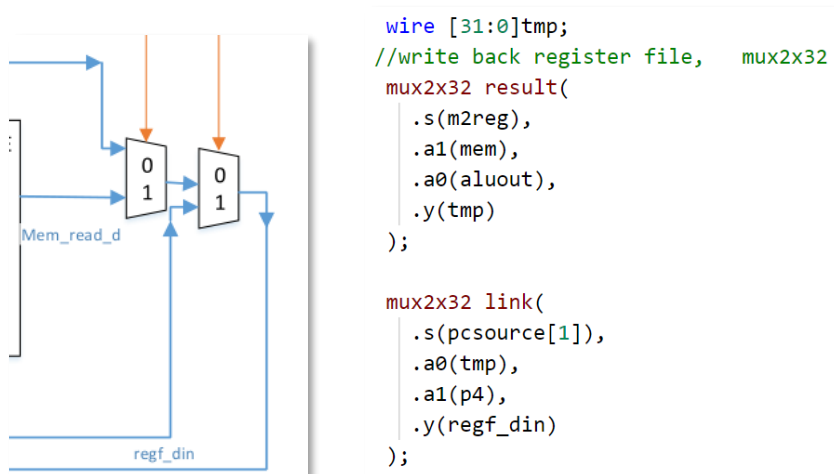 0
1
0
1
Mem_read_d
regf_din
wire [31:0]tmp;
//write back register file,   mux2x32
mux2x32 result(
.s(m2reg),
.a1(mem),
.a0(aluout),
.y(tmp)
);
mux2x32 link(
.s(pcsource[1]),
.a0(tmp),
.a1(p4),
.y(regf_din)
);